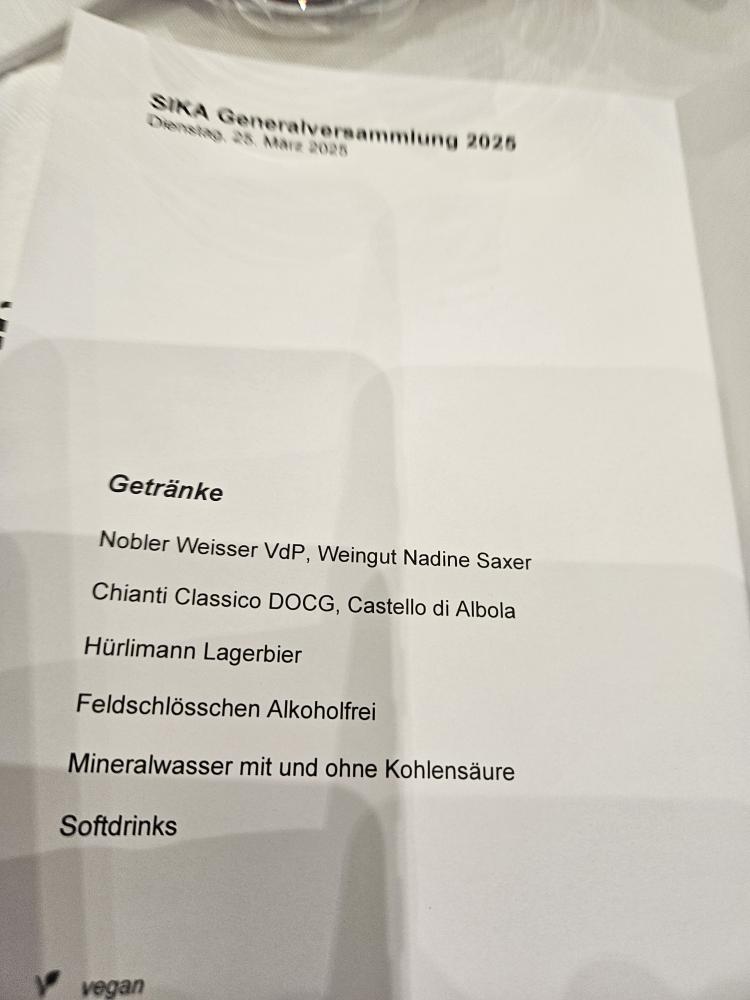 SIKA Generalversammlung 2025
Dienstag, 25. März 2025
Getränke
Nobler Weisser VdP, Weingut Nadine Saxer
Chianti Classico DOCG, Castello di Albola
Hürlimann Lagerbier
Feldschlösschen Alkoholfrei
Mineralwasser mit und ohne Kohlensäure
Softdrinks
vegan